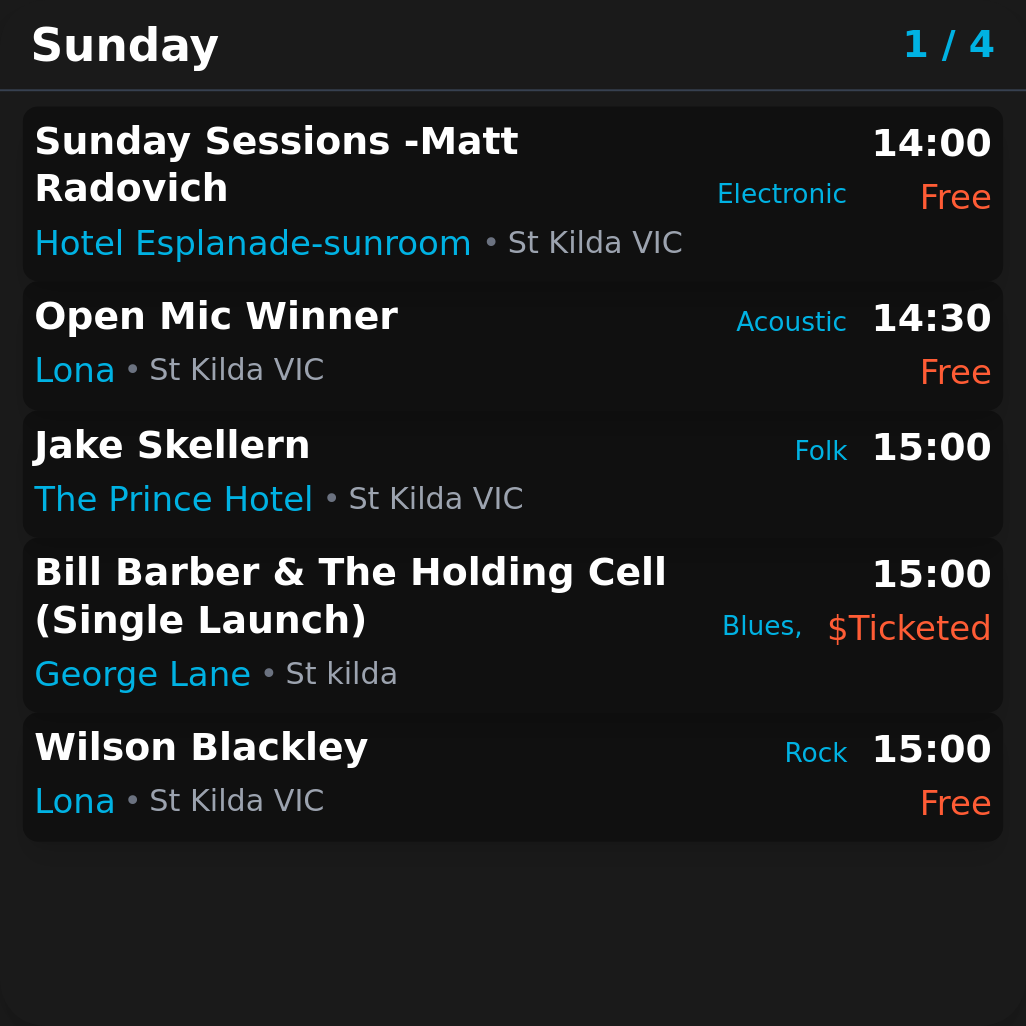 Sunday
1 / 4
Sunday Sessions -Matt
Radovich
Electronic
14:00
Free
Hotel Esplanade-sunroom • St Kilda VIC
Open Mic Winner
Acoustic
14:30
Lona • St Kilda VIC
Free
Jake Skellern
Folk
15:00
The Prince Hotel • St Kilda VIC
Bill Barber & The Holding Cell
(Single Launch)
Blues,
15:00
$Ticketed
George Lane • St kilda
Wilson Blackley
Rock
15:00
Lona • St Kilda VIC
Free